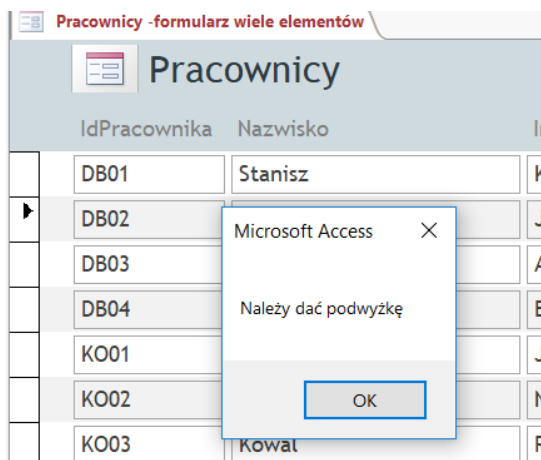 Pracownicy -formularz wiele elementów
Pracownicy
IdPracownika Nazwisko
DB01 Stanisz
DB02
DB03
DB04
KO01
KO02
KO03 Kowal
Microsoft Access
Należy dać podwyżkę
OK